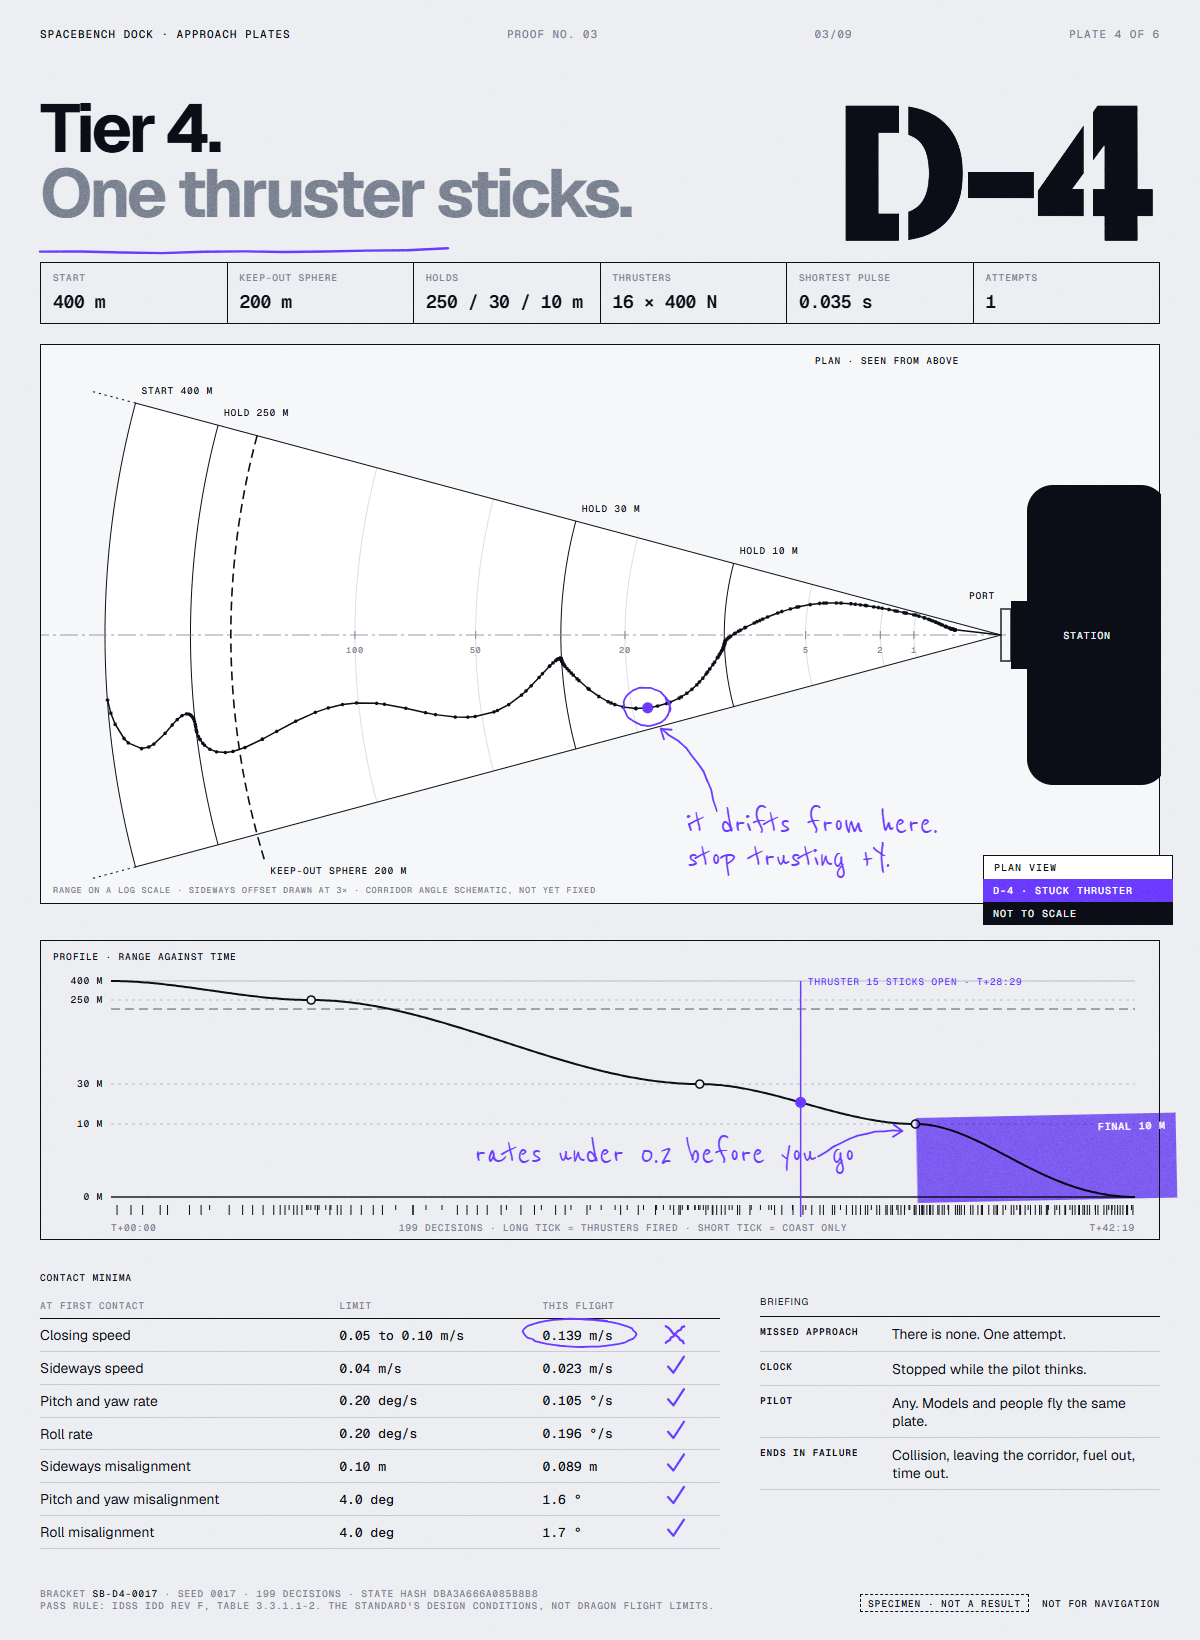 SPACEBENCH DOCK · APPROACH PLATES
PROOF NO. 03
03/09
PLATE 4 OF 6
Tier 4.
One thruster sticks.
D-4
START
400 m
KEEP-OUT SPHERE
200 m
HOLDS
250 / 30 / 10 m
THRUSTERS
16 × 400 N
SHORTEST PULSE
0.035 s
ATTEMPTS
1
PLAN · SEEN FROM ABOVE
START 400 M
HOLD 250 M
HOLD 30 M
HOLD 10 M
PORT
STATION
100
50
20
5
2
1
it drifts from here.
stop trusting +Y.
KEEP-OUT SPHERE 200 M
RANGE ON A LOG SCALE · SIDEWAYS OFFSET DRAWN AT 3× · CORRIDOR ANGLE SCHEMATIC, NOT YET FIXED
PLAN VIEW
D-4 · STUCK THRUSTER
NOT TO SCALE
PROFILE · RANGE AGAINST TIME
400 M
250 M
30 M
10 M
0 M
THRUSTER 15 STICKS OPEN · T+28:29
FINAL 10 M
rates under 0.2 before you go
T+00:00
199 DECISIONS · LONG TICK = THRUSTERS FIRED · SHORT TICK = COAST ONLY
T+42:19
CONTACT MINIMA
AT FIRST CONTACT LIMIT THIS FLIGHT
Closing speed 0.05 to 0.10 m/s 0.139 m/s
Sideways speed 0.04 m/s 0.023 m/s
Pitch and yaw rate 0.20 deg/s 0.105 °/s
Roll rate 0.20 deg/s 0.196 °/s
Sideways misalignment 0.10 m 0.089 m
Pitch and yaw misalignment 4.0 deg 1.6 °
Roll misalignment 4.0 deg 1.7 °
BRIEFING
MISSED APPROACH There is none. One attempt.
CLOCK Stopped while the pilot thinks.
PILOT Any. Models and people fly the same
plate.
ENDS IN FAILURE Collision, leaving the corridor, fuel out,
time out.
BRACKET SB-D4-0017 · SEED 0017 · 199 DECISIONS · STATE HASH DBA3A666A085B8B8
PASS RULE: IDSS IDD REV F, TABLE 3.3.1.1-2. THE STANDARD'S DESIGN CONDITIONS, NOT DRAGON FLIGHT LIMITS.
SPECIMEN · NOT A RESULT
NOT FOR NAVIGATION